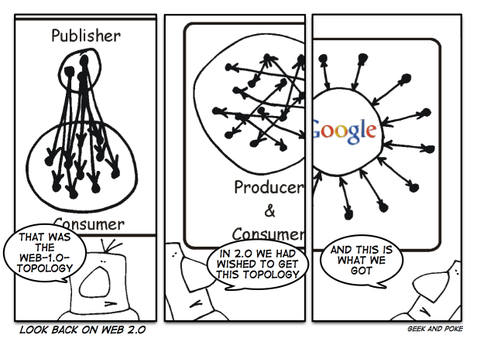 Publisher
Consumer
THAT WAS
THE
WEB-1.0-
TOPOLOGY
Producer
&
Consumer
IN 2.0 WE HAD
WISHED TO GET
THIS TOPOLOGY
Google
AND THIS IS
WHAT WE
GOT
LOOK BACK ON WEB 2.0
GEEK AND POKE